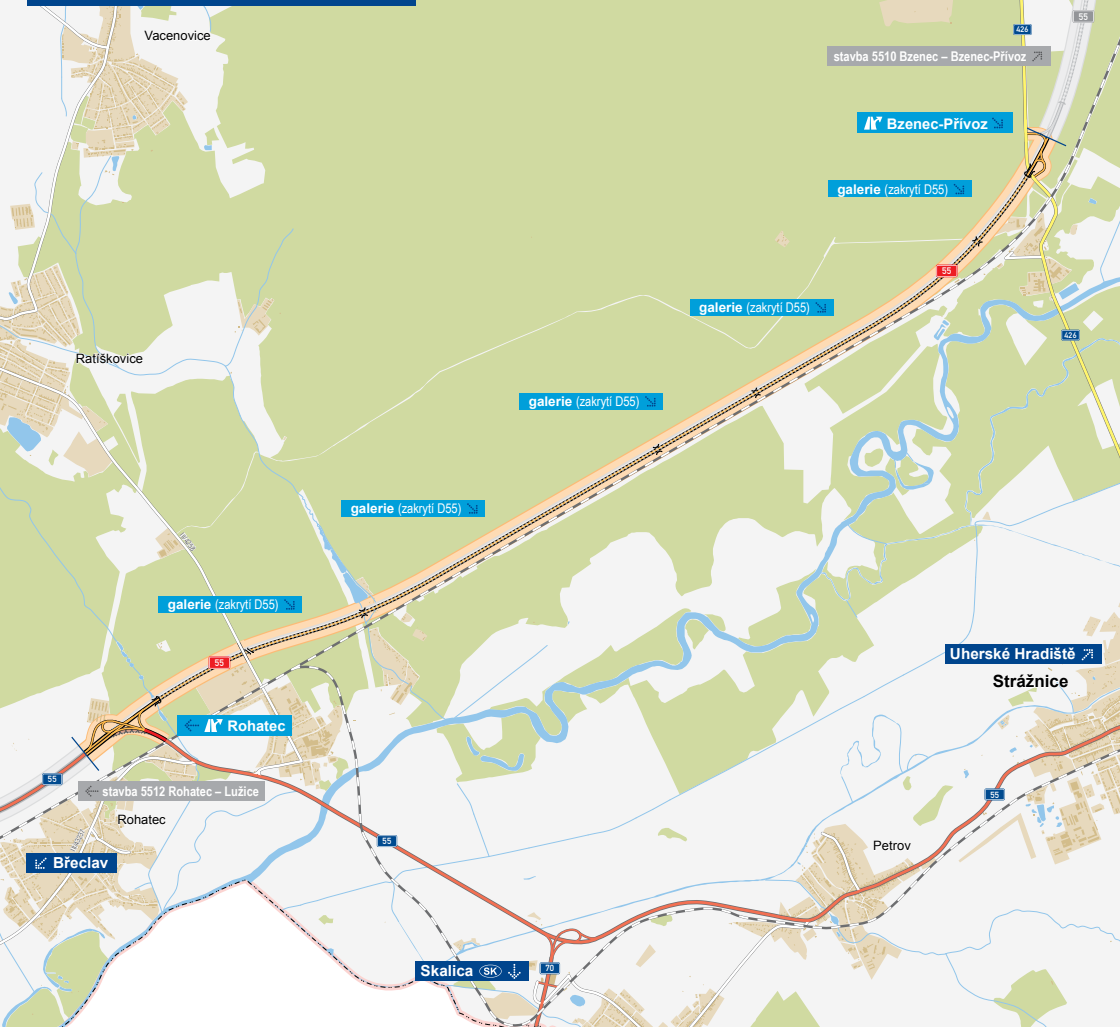 Vacenovice
55
426
stavba 5510 Bzenec – Bzenec-Přívoz
Bzenec-Přívoz
galerie (zakrytí D55)
55
galerie (zakrytí D55)
426
Ratíškovice
galerie (zakrytí D55)
galerie (zakrytí D55)
galerie (zakrytí D55)
55
Uherské Hradiště
Strážnice
Rohatec
55
stavba 5512 Rohatec – Lužice
55
Rohatec
55
Petrov
Břeclav
Skalica SK
70